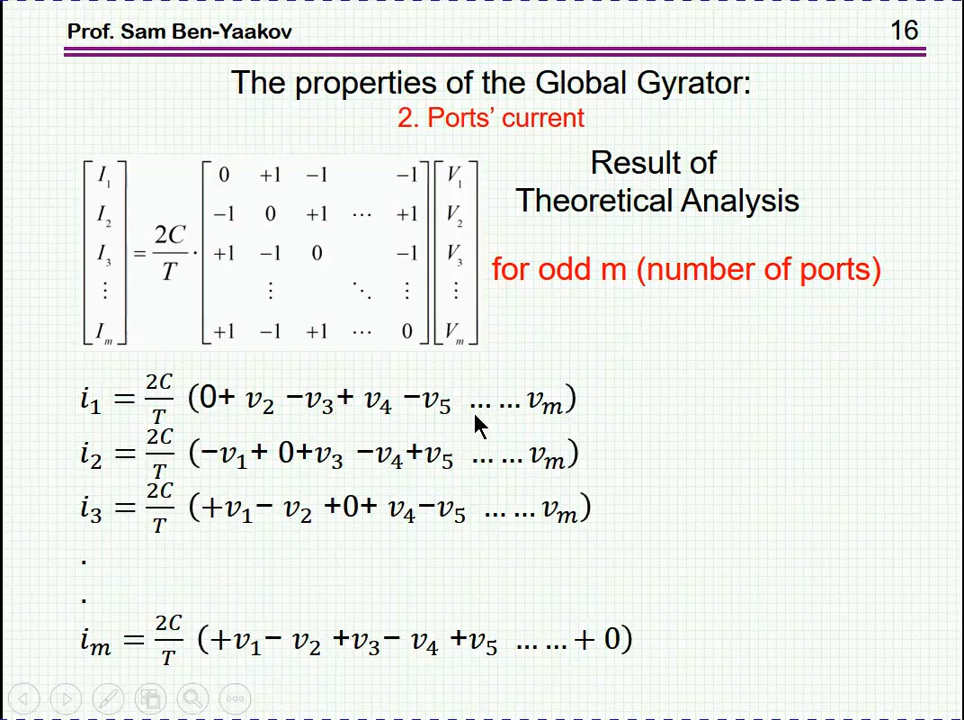 Prof. Sam Ben-Yaakov
16
The properties of the Global Gyrator:
2. Ports' current
Result of
Theoretical Analysis
for odd m (number of ports)
[I₁ I₂ I₃ ⋮ Iₘ] = 2C/T · [matrix] [V₁ V₂ V₃ ⋮ Vₘ]
0 +1 −1 −1
−1 0 +1 ⋯ +1
+1 −1 0 −1
⋮ ⋱ ⋮
+1 −1 +1 ⋯ 0
i₁ = 2C/T (0+ v₂ −v₃+ v₄ −v₅ ... ... vₘ)
i₂ = 2C/T (−v₁+ 0+v₃ −v₄+v₅ ... ... vₘ)
i₃ = 2C/T (+v₁− v₂ +0+ v₄−v₅ ... ... vₘ)
.
.
iₘ = 2C/T (+v₁− v₂ +v₃− v₄ +v₅ ... ... + 0)